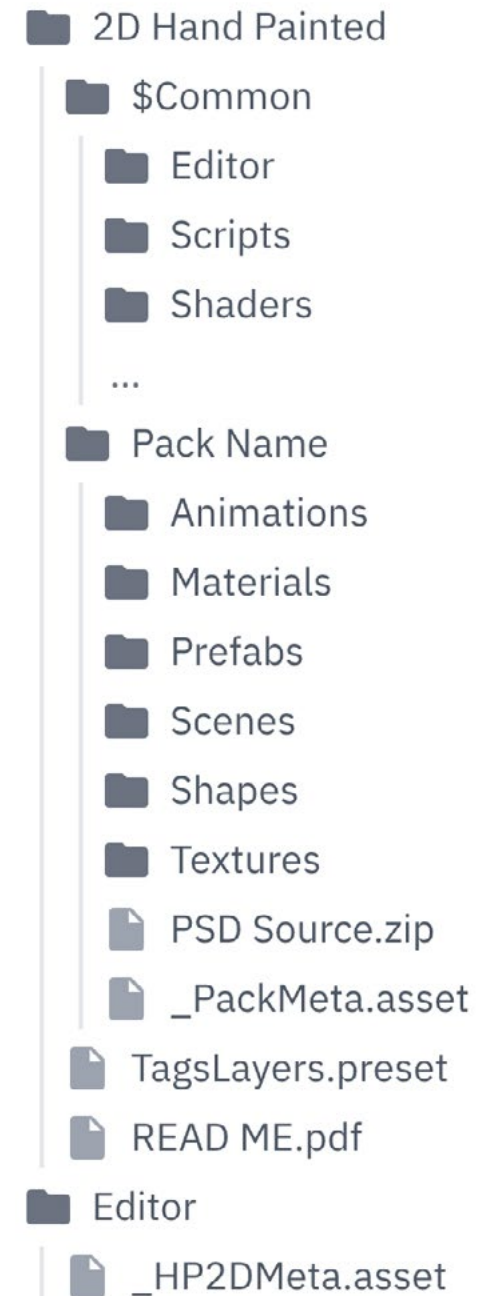 2D Hand Painted
$Common
Editor
Scripts
Shaders
...
Pack Name
Animations
Materials
Prefabs
Scenes
Shapes
Textures
PSD Source.zip
_PackMeta.asset
TagsLayers.preset
READ ME.pdf
Editor
_HP2DMeta.asset